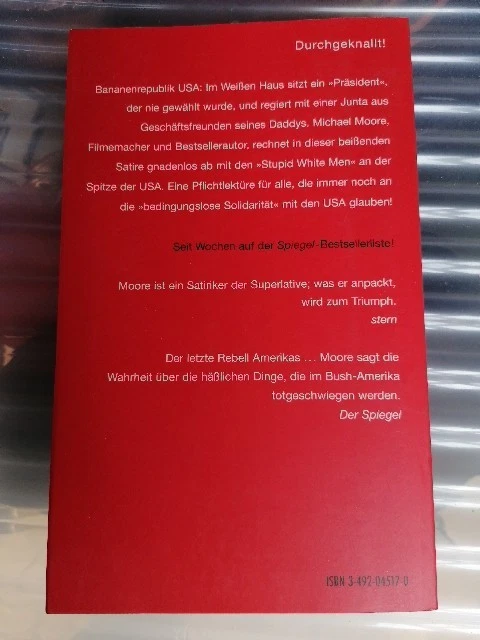 Durchgeknallt!
Bananenrepublik USA: Im Weißen Haus sitzt ein »Präsident«,
der nie gewählt wurde, und regiert mit einer Junta aus
Geschäftsfreunden seines Daddys. Michael Moore,
Filmemacher und Bestsellerautor, rechnet in dieser beißenden
Satire gnadenlos ab mit den »Stupid White Men« an der
Spitze der USA. Eine Pflichtlektüre für alle, die immer noch an
die »bedingungslose Solidarität« mit den USA glauben!
Seit Wochen auf der Spiegel-Bestsellerliste!
Moore ist ein Satiriker der Superlative; was er anpackt,
wird zum Triumph.
stern
Der letzte Rebell Amerikas ... Moore sagt die
Wahrheit über die häßlichen Dinge, die im Bush-Amerika
totgeschwiegen werden.
Der Spiegel
ISBN 3-492-04517-0